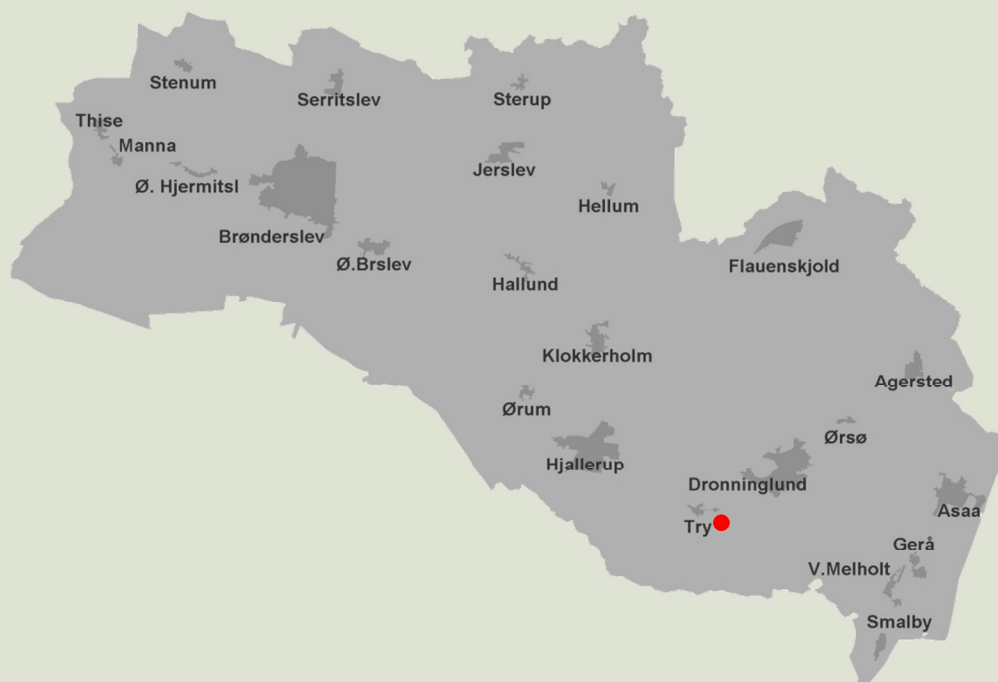 Stenum
Serritslev
Sterup
Thise
Manna
Jerslev
Ø. Hjermitsl
Hellum
Brønderslev
Ø.Brslev
Flauenskjold
Hallund
Klokkerholm
Agersted
Ørum
Ørsø
Hjallerup
Dronninglund
Asaa
Try
Gerå
V.Melholt
Smalby